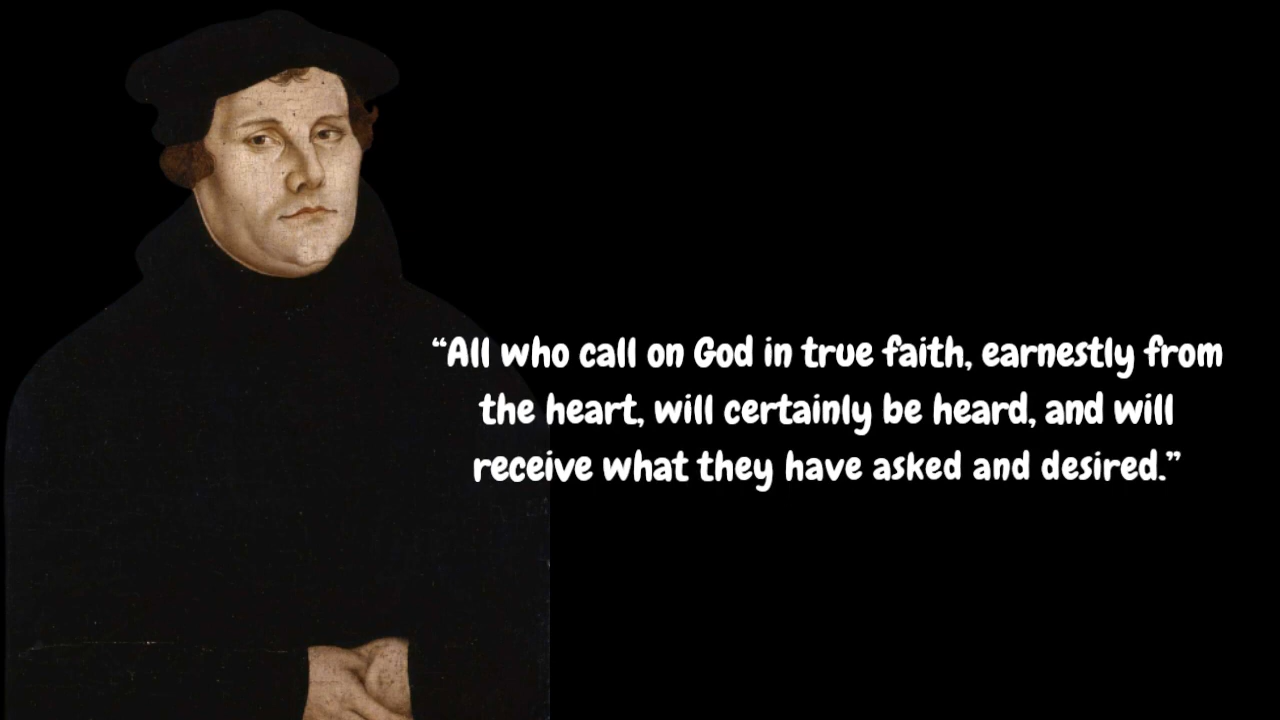 “All who call on God in true faith, earnestly from
the heart, will certainly be heard, and will
receive what they have asked and desired.”